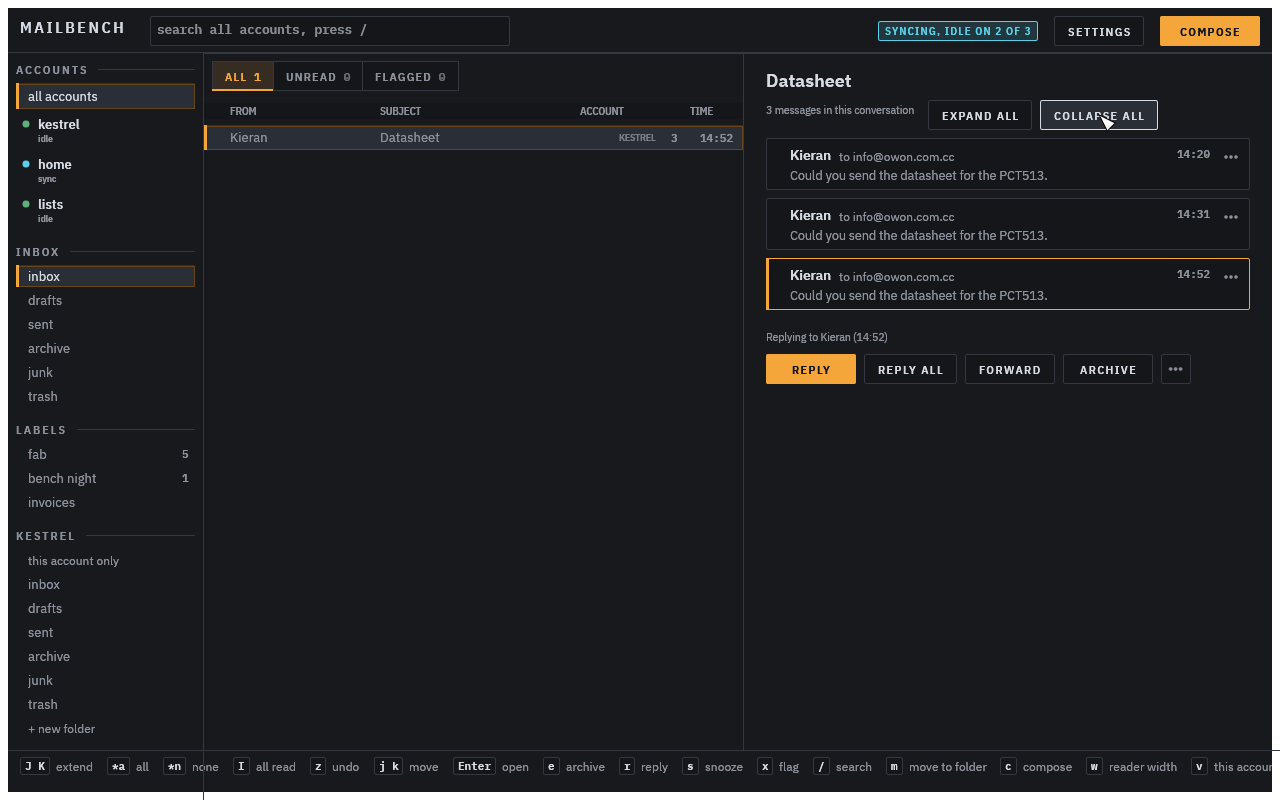 MAILBENCH
search all accounts, press /
SYNCING, IDLE ON 2 OF 3
SETTINGS
COMPOSE
ACCOUNTS
all accounts
kestrel
idle
home
sync
lists
idle
INBOX
inbox
drafts
sent
archive
junk
trash
LABELS
fab 5
bench night 1
invoices
KESTREL
this account only
inbox
drafts
sent
archive
junk
trash
+ new folder
ALL 1 UNREAD 0 FLAGGED 0
FROM SUBJECT ACCOUNT TIME
Kieran Datasheet KESTREL 3 14:52
Datasheet
3 messages in this conversation EXPAND ALL COLLAPSE ALL
Kieran to info@owon.com.cc 14:20
Could you send the datasheet for the PCT513.
Kieran to info@owon.com.cc 14:31
Could you send the datasheet for the PCT513.
Kieran to info@owon.com.cc 14:52
Could you send the datasheet for the PCT513.
Replying to Kieran (14:52)
REPLY REPLY ALL FORWARD ARCHIVE
J K extend *a all *n none I all read z undo j k move Enter open e archive r reply s snooze x flag / search m move to folder c compose w reader width v this accoun